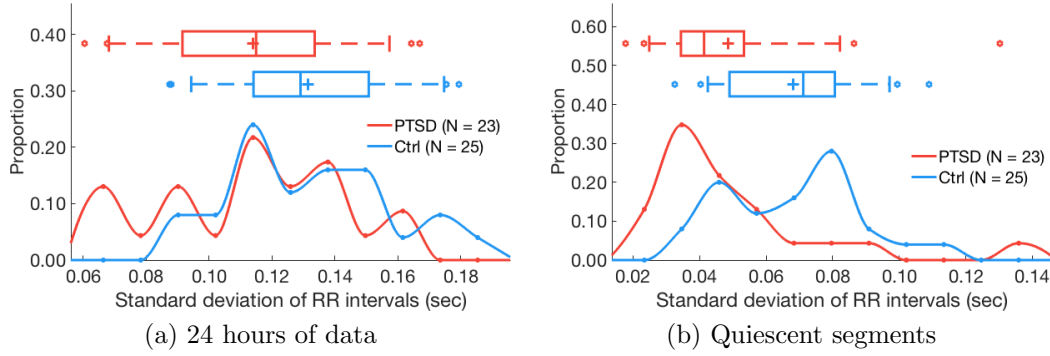 0.40
0.30
0.20
0.10
0.00
Proportion
PTSD (N = 23)
Ctrl (N = 25)
0.06 0.08 0.10 0.12 0.14 0.16 0.18
Standard deviation of RR intervals (sec)
(a) 24 hours of data
0.60
0.50
0.40
0.30
0.20
0.10
0.00
Proportion
PTSD (N = 23)
Ctrl (N = 25)
0.02 0.04 0.06 0.08 0.10 0.12 0.14
Standard deviation of RR intervals (sec)
(b) Quiescent segments